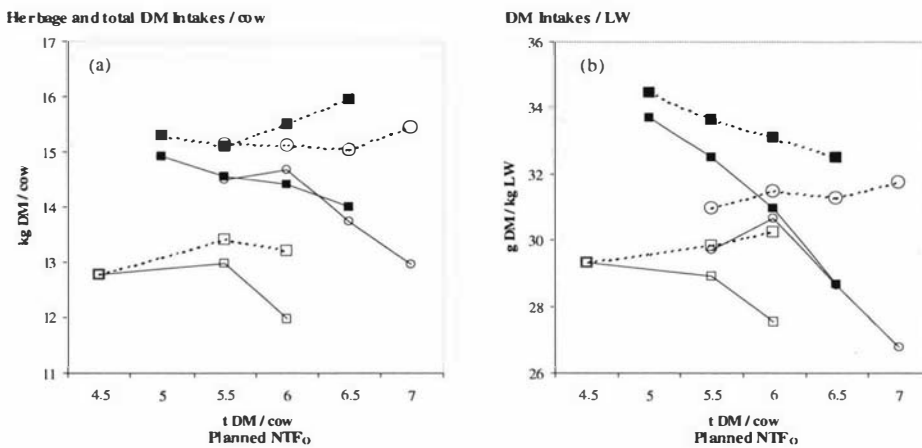 Herbage and total DM Intakes / cow
17
16
15
14
13
12
11
kg DM / cow
(a)
4.5 5 5.5 6 6.5 7
t DM / cow
Planned NTFO
DM Intakes / LW
36
34
32
30
28
26
g DM / kg LW
(b)
4.5 5 5.5 6 6.5 7
t DM / cow
Planned NTFO